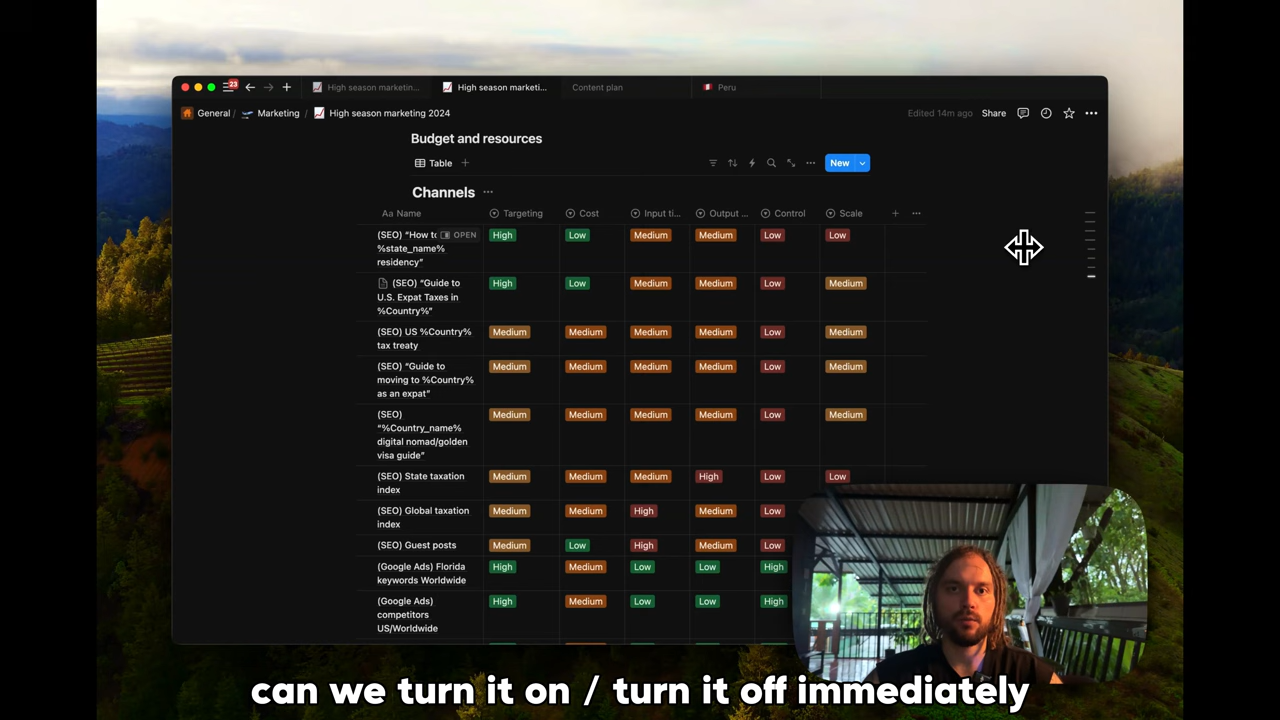 23
High season marketin...
High season marketi...
Content plan
Peru
General / Marketing / High season marketing 2024
Edited 14m ago Share
Budget and resources
Table
New
Channels
Aa Name Targeting Cost Input ti... Output ... Control Scale
(SEO) “How to OPEN High Low Medium Medium Low Low
%state_name%
residency”
(SEO) “Guide to High Low Medium Medium Low Medium
U.S. Expat Taxes in
%Country%”
(SEO) US %Country% Medium Medium Medium Medium Low Medium
tax treaty
(SEO) “Guide to Medium Medium Medium Medium Low Medium
moving to %Country%
as an expat”
(SEO) Medium Medium Medium Medium Low Medium
“%Country_name%
digital nomad/golden
visa guide”
(SEO) State taxation Medium Medium Medium High Low Low
index
(SEO) Global taxation Medium Medium High Medium Low
index
(SEO) Guest posts Medium Low High Medium Low
(Google Ads) Florida High Medium Low Low High
keywords Worldwide
(Google Ads) High Medium Low Low High
competitors
US/Worldwide
can we turn it on / turn it off immediately